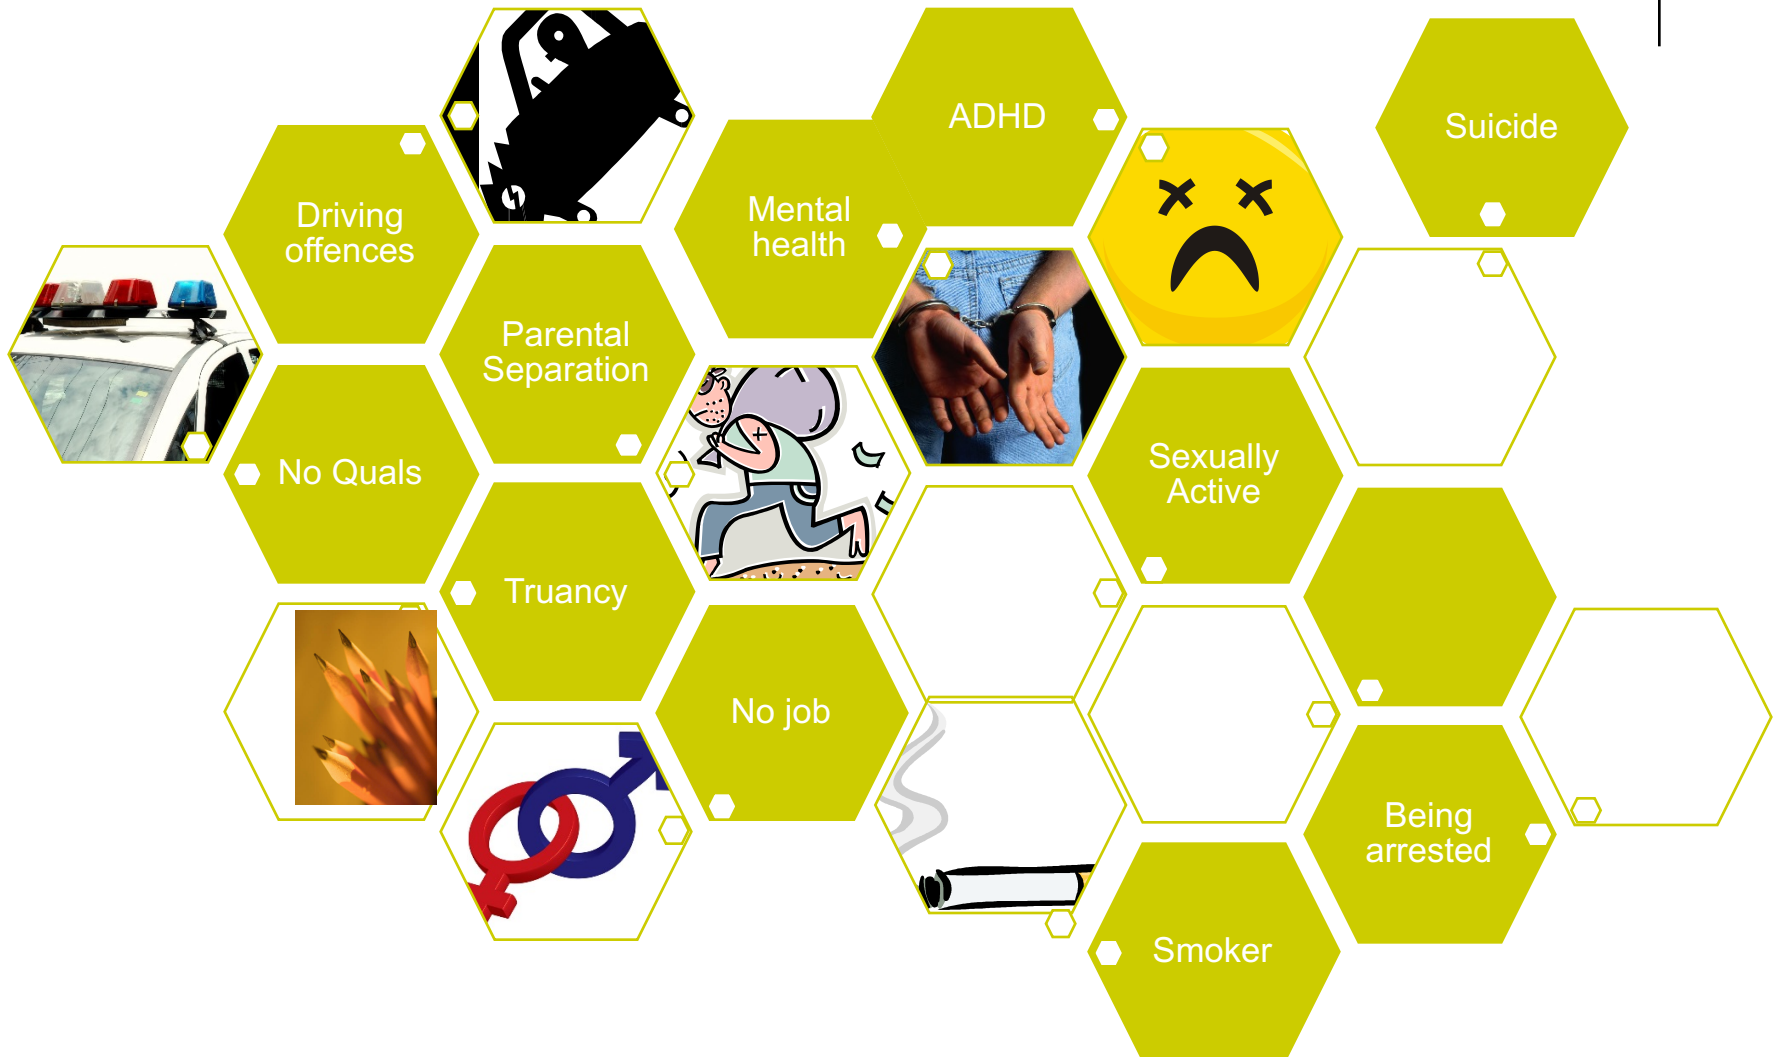 ADHD
Suicide
Driving
offences
Mental
health
Parental
Separation
No Quals
Sexually
Active
Truancy
No job
Being
arrested
Smoker